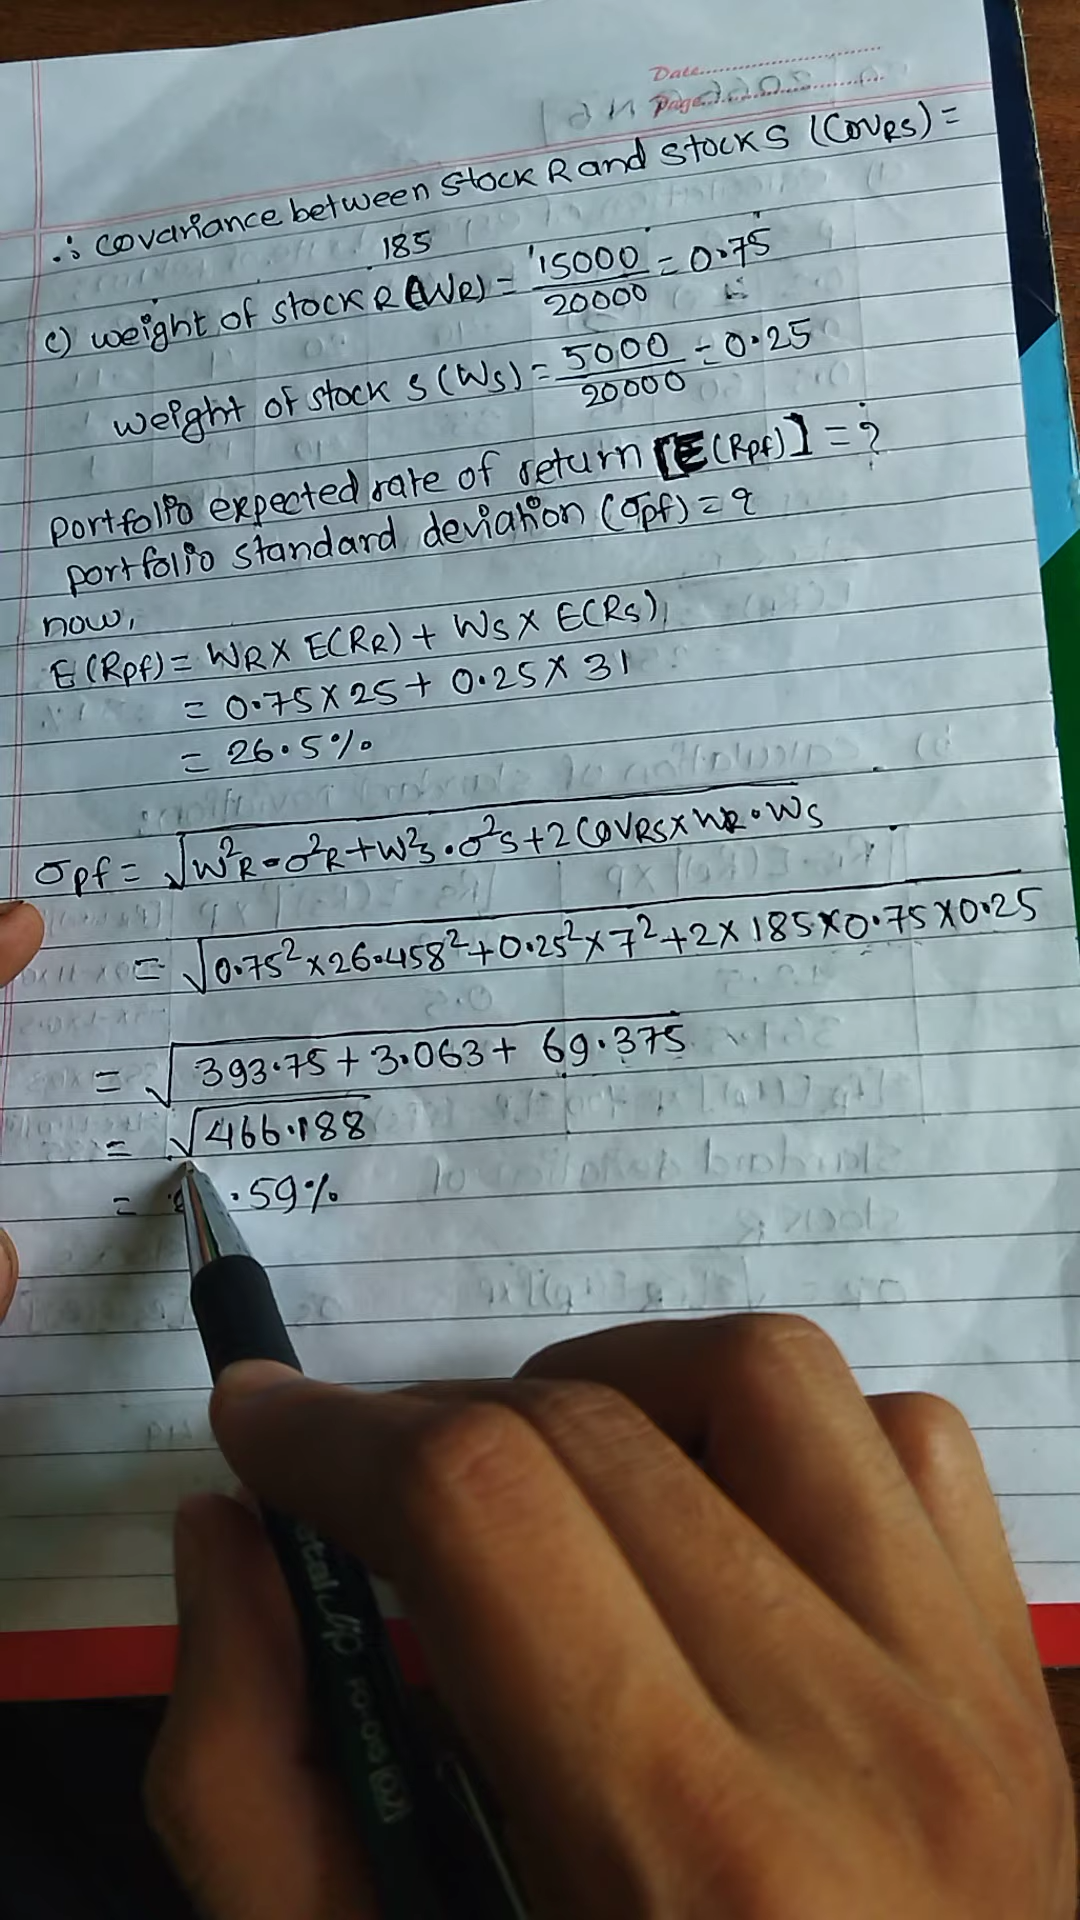 Date
Page
∴ covariance between stock R and stock S (CovRS) =
185
c) weight of stock R (WR) = 15000/20000 = 0.75
weight of stock S (WS) = 5000/20000 = 0.25
portfolio expected rate of return [E(Rpf)] = ?
portfolio standard deviation (σpf) = ?
now,
E(Rpf) = WR X E(RR) + WS X E(RS)
= 0.75 X 25 + 0.25 X 31
= 26.5%
σpf = √W²R . σ²R + W²S . σ²S + 2 COVRS x WR . WS
= √0.75² x 26.458² + 0.25² x 7² + 2 x 185 x 0.75 x 0.25
= √393.75 + 3.063 + 69.375
= √466.188
= .59%